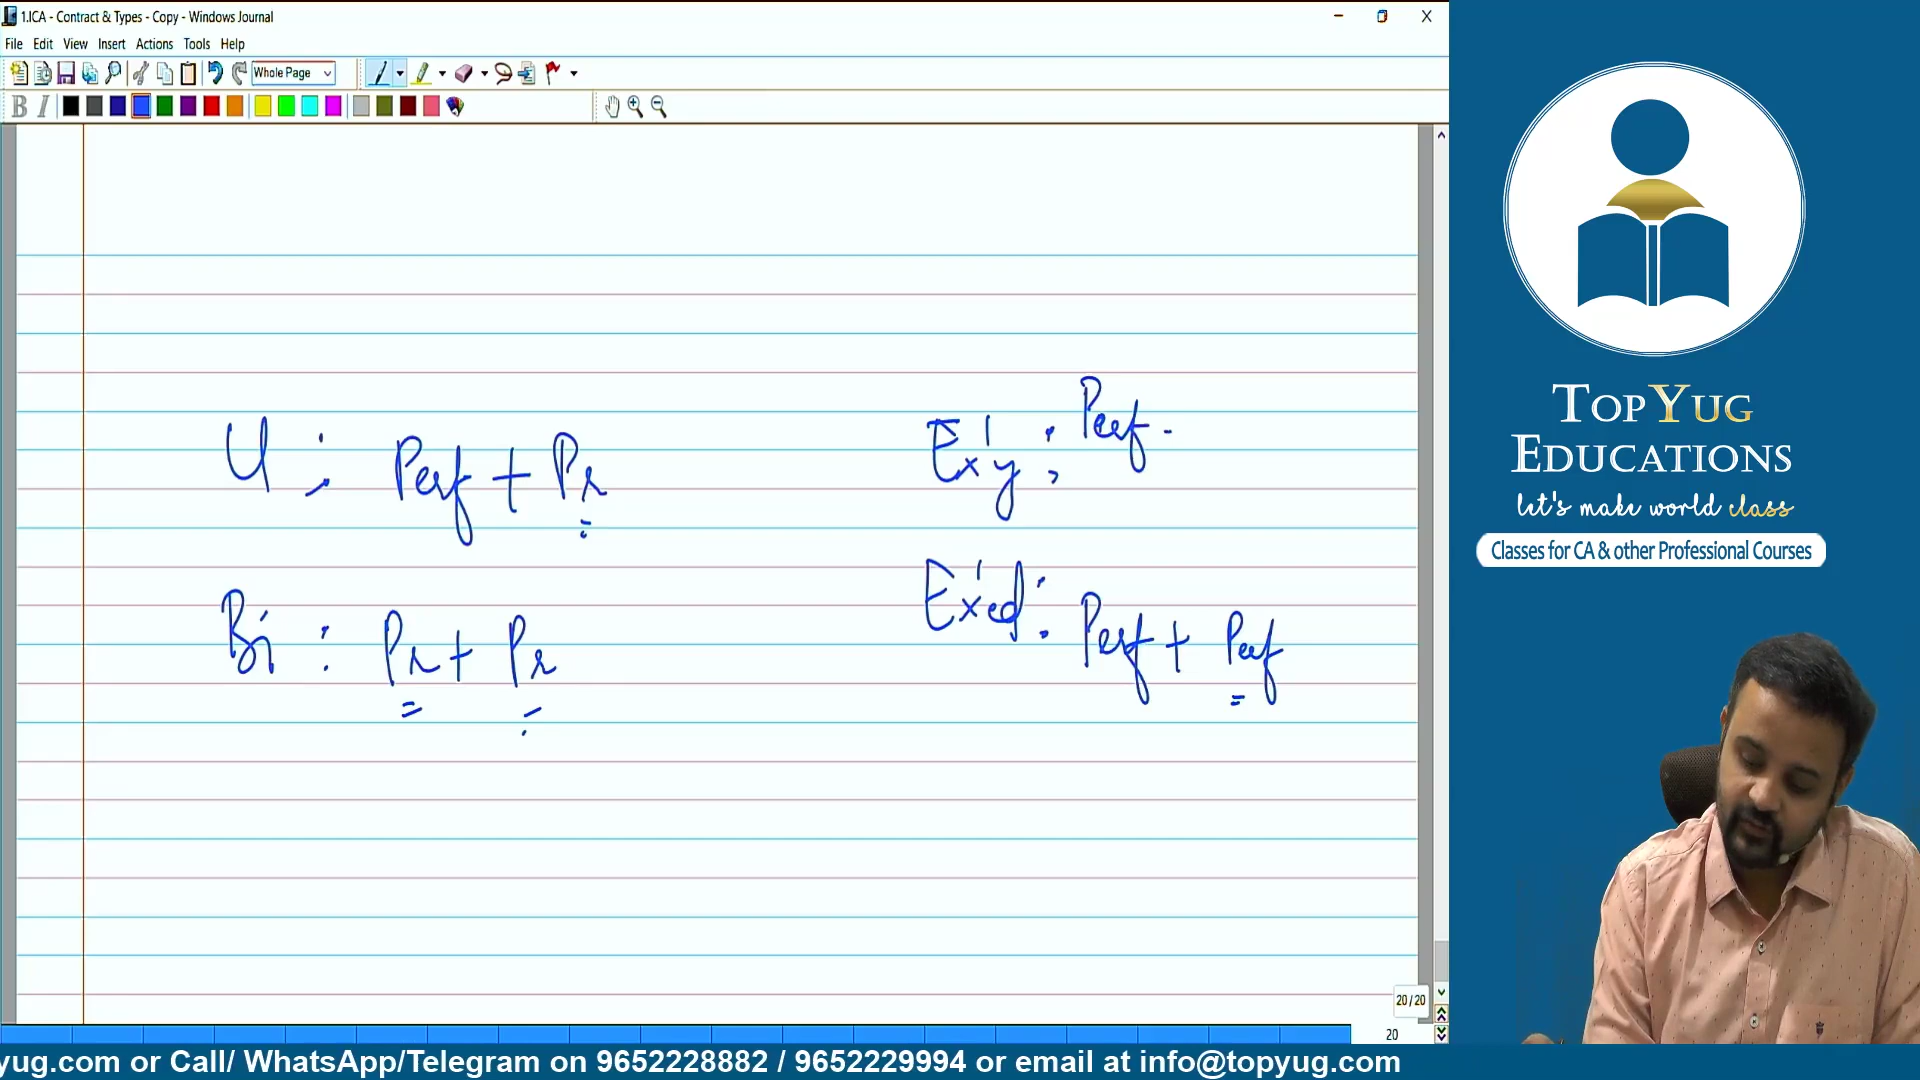 1.ICA - Contract & Types - Copy - Windows Journal
File Edit View Insert Actions Tools Help
Whole Page
B I
U : Perf + Pr
Bi : Pr + Pr
Ex'y : Perf.
Ex'ed : Perf + Perf
20 / 20
20
TOPYUG
EDUCATIONS
let's make world class
Classes for CA & other Professional Courses
yug.com or Call/ WhatsApp/Telegram on 9652228882 / 9652229994 or email at info@topyug.com